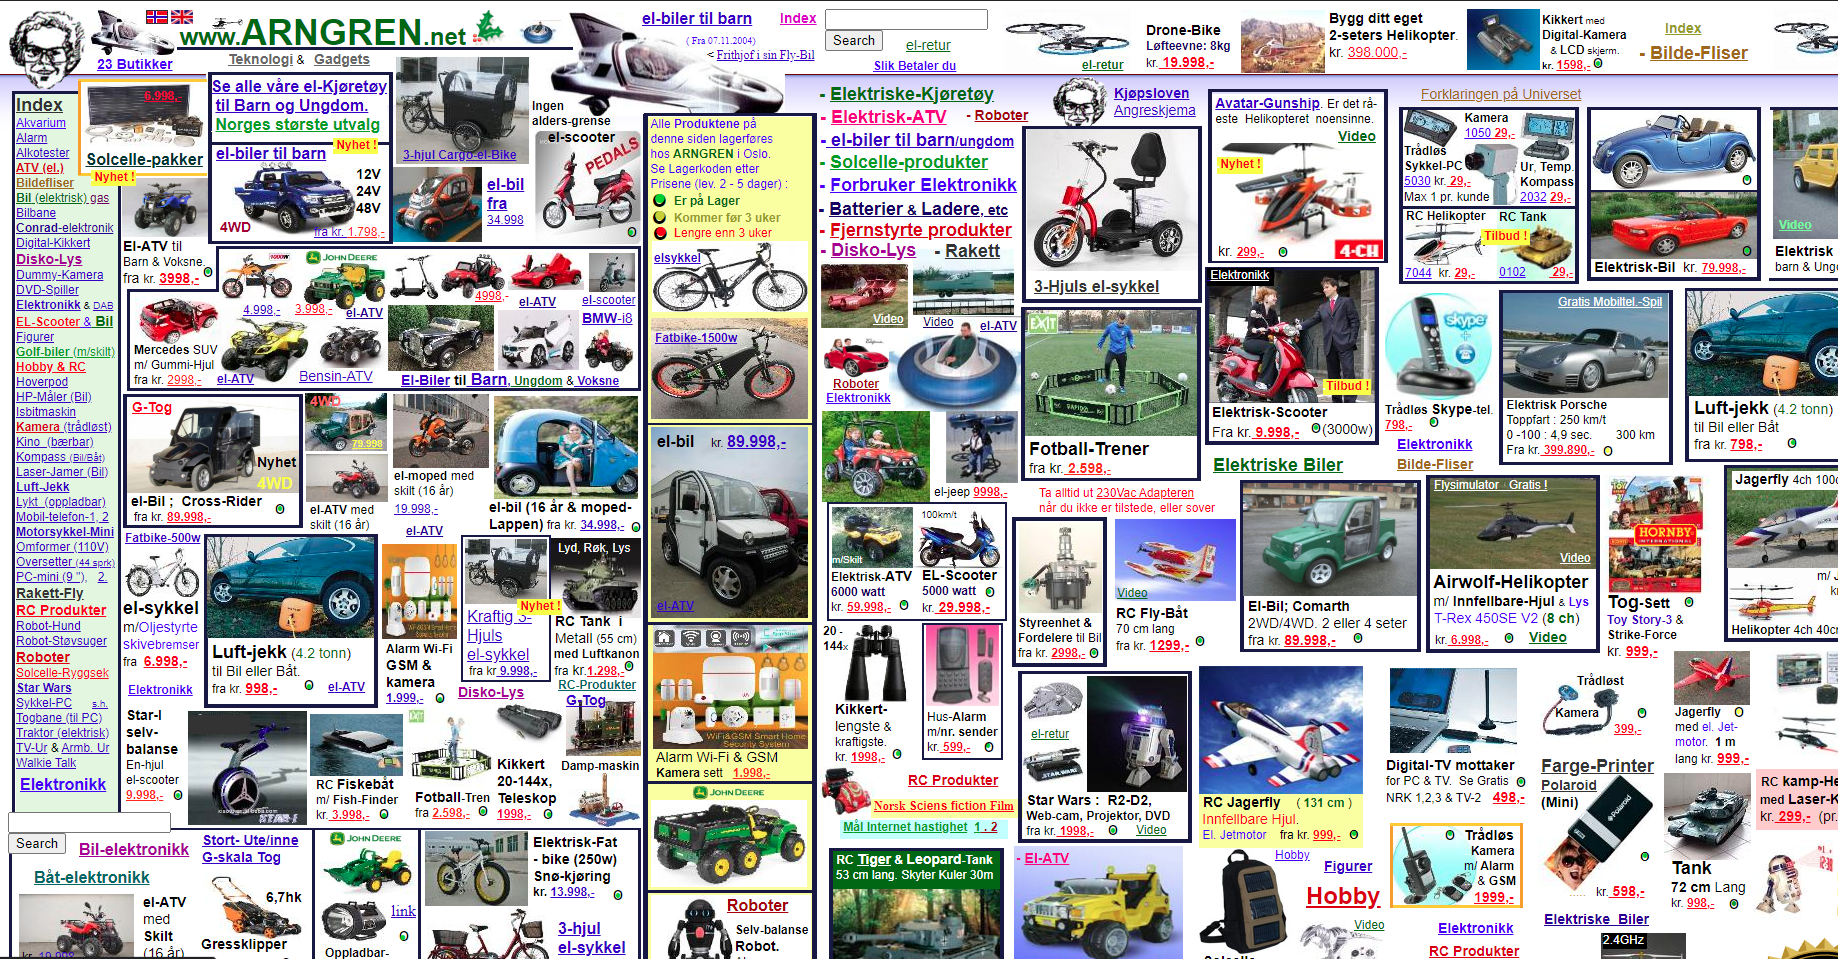 www.ARNGREN.net
23 Butikker
Teknologi & Gadgets
el-biler til barn
( Fra 07.11.2004)
< Frithjof i sin Fly-Bil
Index
Search
el-retur
Slik Betaler du
el-retur
Drone-Bike
Løfteevne: 8kg
kr. 19.998,-
Bygg ditt eget
2-seters Helikopter.
kr. 398.000,-
Kikkert med
Digital-Kamera
& LCD skjerm.
kr. 1598,-
Index
- Bilde-Fliser
Index
Akvarium
Alarm
Alkotester
ATV (el.)
Bildefliser
Bil (elektrisk) gas
Bilbane
Conrad-elektronik
Digital-Kikkert
Disko-Lys
Dummy-Kamera
DVD-Spiller
Elektronikk & DAB
EL-Scooter & Bil
Figurer
Golf-biler (m/skilt)
Hobby & RC
Hoverpod
HP-Måler (Bil)
Isbitmaskin
Kamera (trådløst)
Kino (bærbar)
Kompass (Bil/Båt)
Laser-Jamer (Bil)
Luft-Jekk
Lykt (oppladbar)
Mobil-telefon-1, 2
Motorsykkel-Mini
Omformer (110V)
Oversetter (44 sprk)
PC-mini (9 "), 2.
Rakett-Fly
RC Produkter
Robot-Hund
Robot-Støvsuger
Roboter
Solcelle-Ryggsek
Star Wars
Sykkel-PC s.h.
Togbane (til PC)
Traktor (elektrisk)
TV-Ur & Armb. Ur
Walkie Talk
Elektronikk
Search
6.998,-
Solcelle-pakker
Nyhet !
Se alle våre el-Kjøretøy
til Barn og Ungdom.
Norges største utvalg
el-biler til barn
Nyhet !
12V
24V
48V
4WD
fra kr. 1.798,-
3-hjul Cargo-el-Bike
el-bil
fra
34.998
Ingen
alders-grense
el-scooter
PEDALS
El-ATV til
Barn & Voksne.
fra kr. 3998,-
1000W
4.998,-
JOHN DEERE
3.998,-
el-ATV
4998,-
el-ATV
el-scooter
BMW-i8
Mercedes SUV
m/ Gummi-Hjul
fra kr. 2998,-
el-ATV
Bensin-ATV
El-Biler til Barn, Ungdom & Voksne
G-Tog
Nyhet
4WD
el-Bil ; Cross-Rider
fra kr. 89.998,-
4WD
79.998
el-ATV med
skilt (16 år)
el-moped med
skilt (16 år)
19.998,-
el-ATV
el-bil (16 år & moped-
Lappen) fra kr. 34.998,-
Fatbike-500w
el-sykkel
m/Oljestyrte
skivebremser
fra 6.998,-
Elektronikk
Luft-jekk (4.2 tonn)
til Bil eller Båt.
fra kr. 998,-
el-ATV
Alarm Wi-Fi
GSM &
kamera
1.999,-
Nyhet !
Kraftig 3-
Hjuls
el-sykkel
fra kr. 9.998,-
Disko-Lys
Lyd, Røk, Lys
RC Tank i
Metall (55 cm)
med Luftkanon
fra kr.1.298,-
RC-Produkter
G-Tog
Star-I
selv-
balanse
En-hjul
el-scooter
9.998,-
STAR-I
RC Fiskebåt
m/ Fish-Finder
kr. 3.998,-
EXIT
Fotball-Tren
fra 2.598,-
Kikkert
20-144x,
Teleskop
1998,-
Damp-maskin
Bil-elektronikk
Båt-elektronikk
Stort- Ute/inne
G-skala Tog
el-ATV
med
Skilt
(16 år)
6,7hk
Gressklipper
JOHN DEERE
link
Oppladbar-
Elektrisk-Fat
- bike (250w)
Snø-kjøring
kr. 13.998,-
3-hjul
el-sykkel
Alle Produktene på
denne siden lagerføres
hos ARNGREN i Oslo.
Se Lagerkoden etter
Prisene (lev. 2 - 5 dager) :
Er på Lager
Kommer før 3 uker
Lengre enn 3 uker
elsykkel
Fatbike-1500w
el-bil kr. 89.998,-
el-ATV
WiFi&GSM Smart Home
Security System
Alarm Wi-Fi & GSM
Kamera sett 1.998,-
JOHN DEERE
Roboter
Selv-balanse
Robot.
- Elektriske-Kjøretøy
- Elektrisk-ATV - Roboter
- el-biler til barn/ungdom
- Solcelle-produkter
- Forbruker Elektronikk
- Batterier & Ladere, etc
- Fjernstyrte produkter
- Disko-Lys - Rakett
Kjøpsloven
Angreskjema
Video
Video
el-ATV
Roboter
Elektronikk
el-jeep 9998,-
m/Skilt
Elektrisk-ATV
6000 watt
kr. 59.998,-
100km/t
EL-Scooter
5000 watt
kr. 29.998,-
20 -
144x
Kikkert-
lengste &
kraftigste.
kr. 1998,-
Hus-Alarm
m/nr. sender
kr. 599,-
RC Produkter
Norsk Sciens fiction Film
Mål Internet hastighet 1 . 2
RC Tiger & Leopard-Tank
53 cm lang. Skyter Kuler 30m
3-Hjuls el-sykkel
EXIT
RAPIDO
Fotball-Trener
fra kr. 2.598,-
Ta alltid ut 230Vac Adapteren
når du ikke er tilstede, eller sover
Styreenhet &
Fordelere til Bil
fra kr. 2998,-
Video
RC Fly-Båt
70 cm lang
kr. 1299,-
el-retur
STAR WARS
Star Wars : R2-D2,
Web-cam, Projektor, DVD
fra kr. 1998,- Video
- El-ATV
Avatar-Gunship. Er det rå-
este Helikopteret noensinne.
Video
Nyhet !
kr. 299,-
4-CH
Elektronikk
Tilbud !
Elektrisk-Scooter
Fra kr. 9.998,- (3000w)
Elektriske Biler
El-Bil; Comarth
2WD/4WD. 2 eller 4 seter
fra kr. 89.998,-
RC Jagerfly ( 131 cm )
Innfellbare Hjul.
El. Jetmotor fra kr. 999,-
Hobby
Figurer
Hobby
Video
Solcelle
Forklaringen på Universet
Kamera
1050 29,-
Trådløs
Sykkel-PC
5030 kr. 29,-
Max 1 pr. kunde
Ur, Temp.
Kompass
2032 29,-
RC Helikopter
7044 kr. 29,-
RC Tank
Tilbud !
0102 29,-
Elektrisk-Bil kr. 79.998,-
Video
Elektrisk
barn & Ungd
skype
Trådløs Skype-tel.
798,-
Elektronikk
Bilde-Fliser
Gratis Mobiltel.-Spil
Elektrisk Porsche
Toppfart : 250 km/t
0 -100 : 4,9 sec. 300 km
Fra kr. 399.890,-
Luft-jekk (4.2 tonn)
til Bil eller Båt
fra kr. 798,-
Flysimulator - Gratis !
Video
Airwolf-Helikopter
m/ Innfellbare-Hjul & Lys
T-Rex 450SE V2 (8 ch)
kr. 6.998,- Video
HORNBY
INTERNATIONAL
Tog-Sett
Toy Story-3 &
Strike-Force
kr. 999,-
Jagerfly 4ch 100c
Helikopter 4ch 40c
Digital-TV mottaker
for PC & TV. Se Gratis
NRK 1,2,3 & TV-2 498,-
Trådløst
Kamera
399,-
Jagerfly
med el. Jet-
motor. 1 m
lang kr. 999,-
Farge-Printer
Polaroid
(Mini)
Polaroid
kr. 598,-
Trådløs
Kamera
m/ Alarm
& GSM
1999,-
Tank
72 cm Lang
kr. 998,-
RC kamp-He
med Laser-K
kr. 299,- (pr.
Elektriske Biler
Elektronikk
RC Produkter
2.4GHz